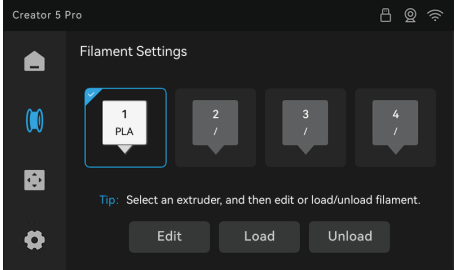 Creator 5 Pro
Filament Settings
1
PLA
2
/
3
/
4
/
Tip: Select an extruder, and then edit or load/unload filament.
Edit Load Unload